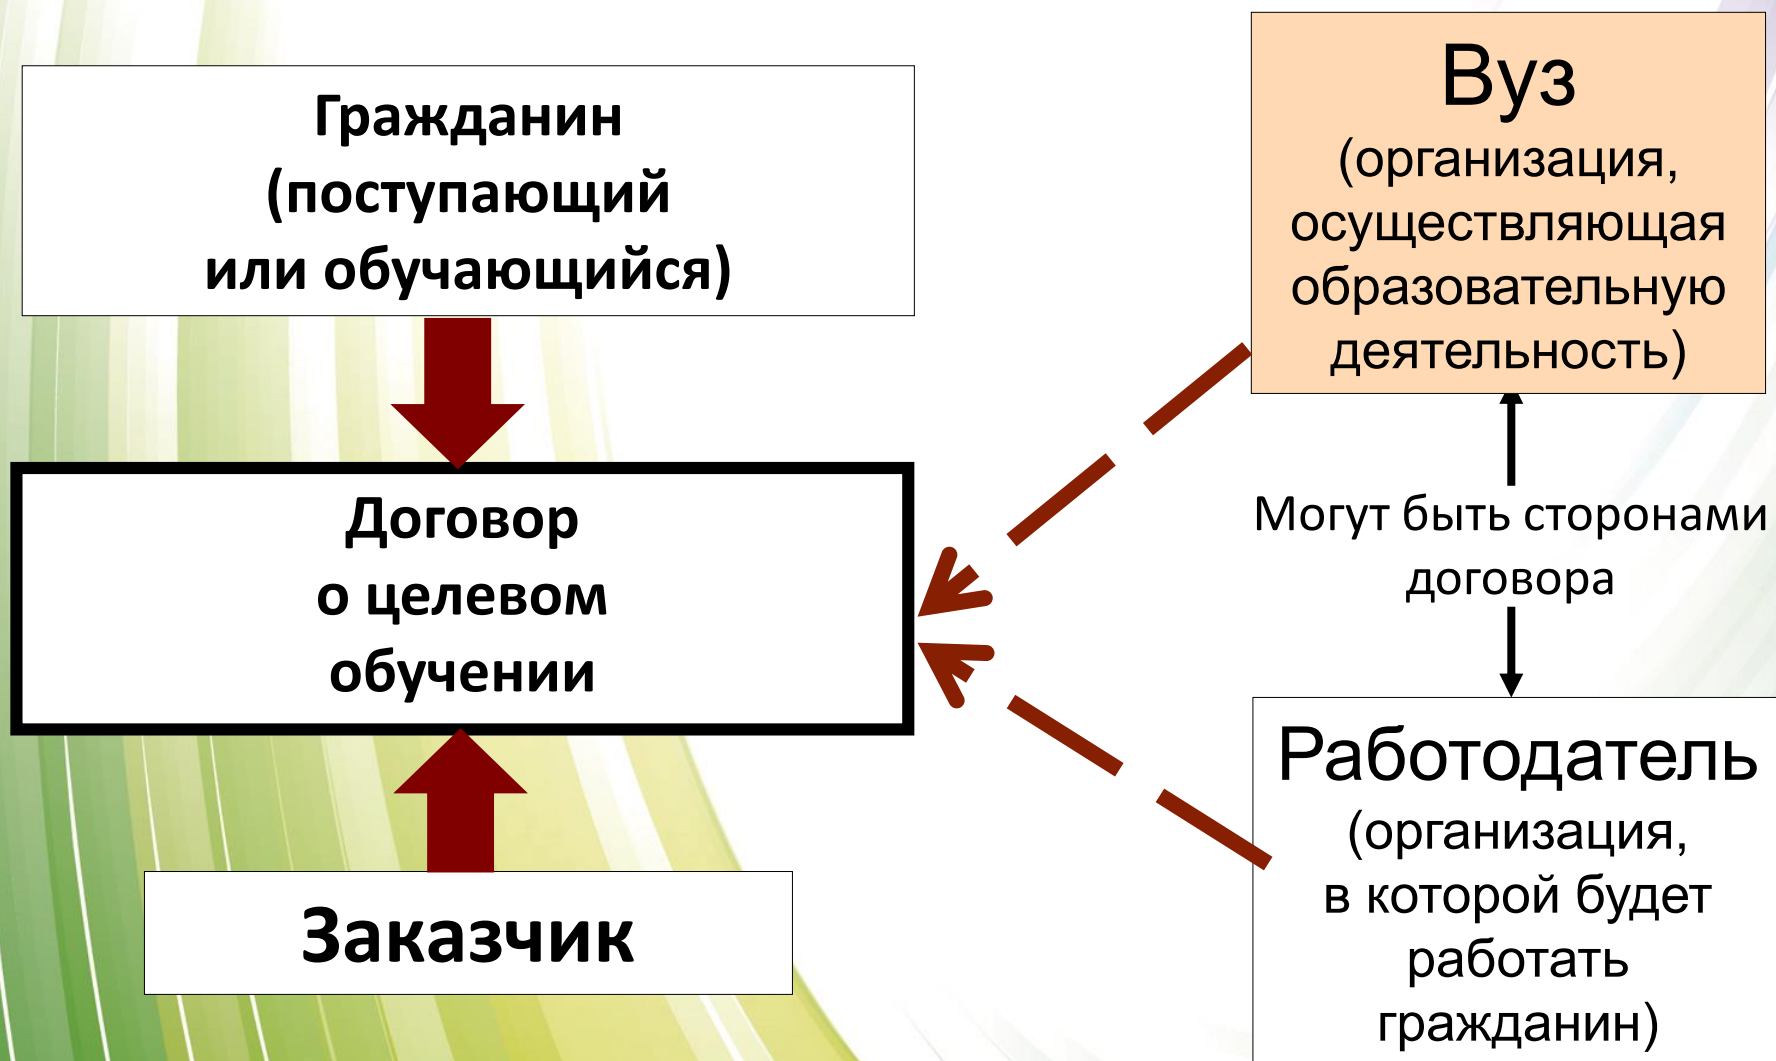 Гражданин
(поступающий
или обучающийся)
Договор
о целевом
обучении
Заказчик
Вуз
(организация,
осуществляющая
образовательную
деятельность)
Могут быть сторонами
договора
Работодатель
(организация,
в которой будет
работать
гражданин)